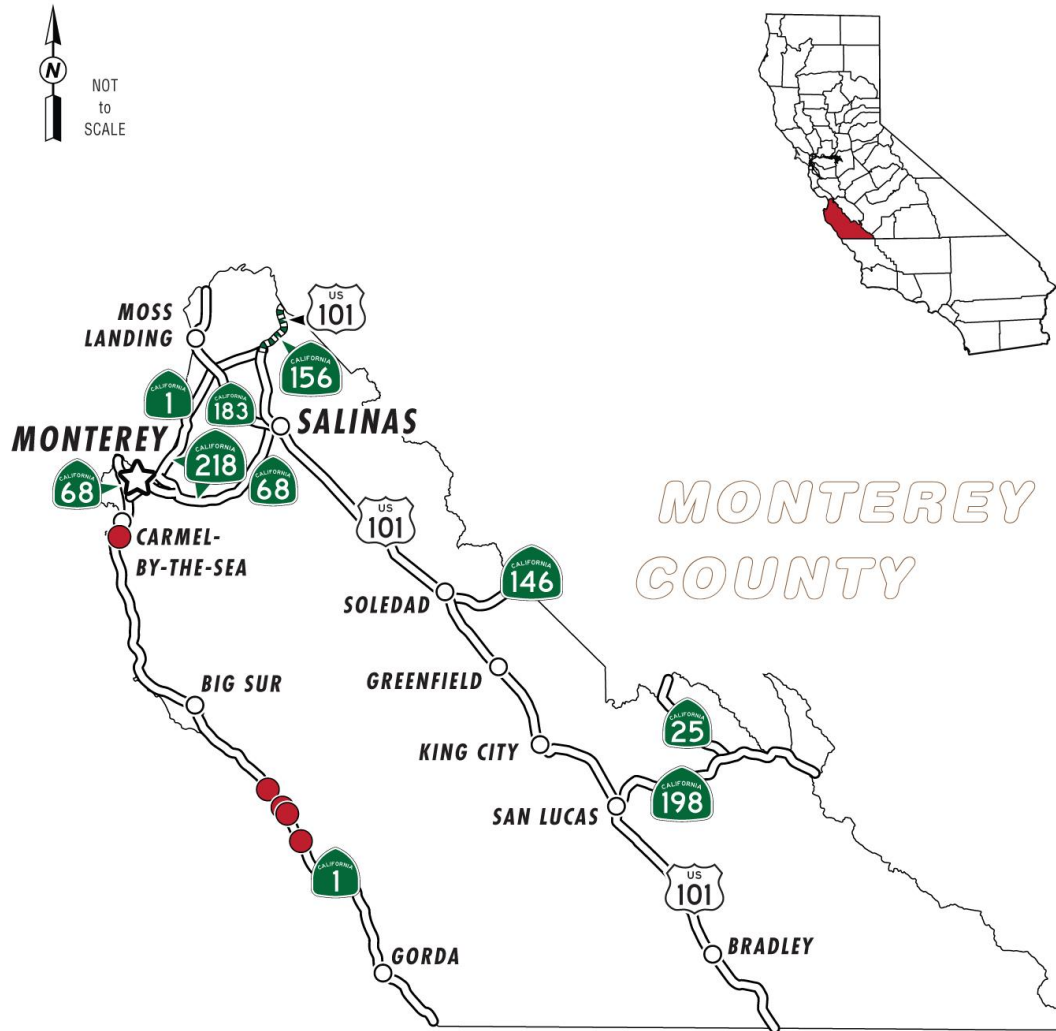 N
NOT
to
SCALE
MOSS
LANDING
US
101
CALIFORNIA
156
CALIFORNIA
1
CALIFORNIA
183
SALINAS
MONTEREY
CALIFORNIA
218
CALIFORNIA
68
CALIFORNIA
68
MONTEREY
COUNTY
US
101
CARMEL-
BY-THE-SEA
CALIFORNIA
146
SOLEDAD
GREENFIELD
BIG SUR
CALIFORNIA
25
KING CITY
CALIFORNIA
198
SAN LUCAS
CALIFORNIA
1
US
101
BRADLEY
GORDA